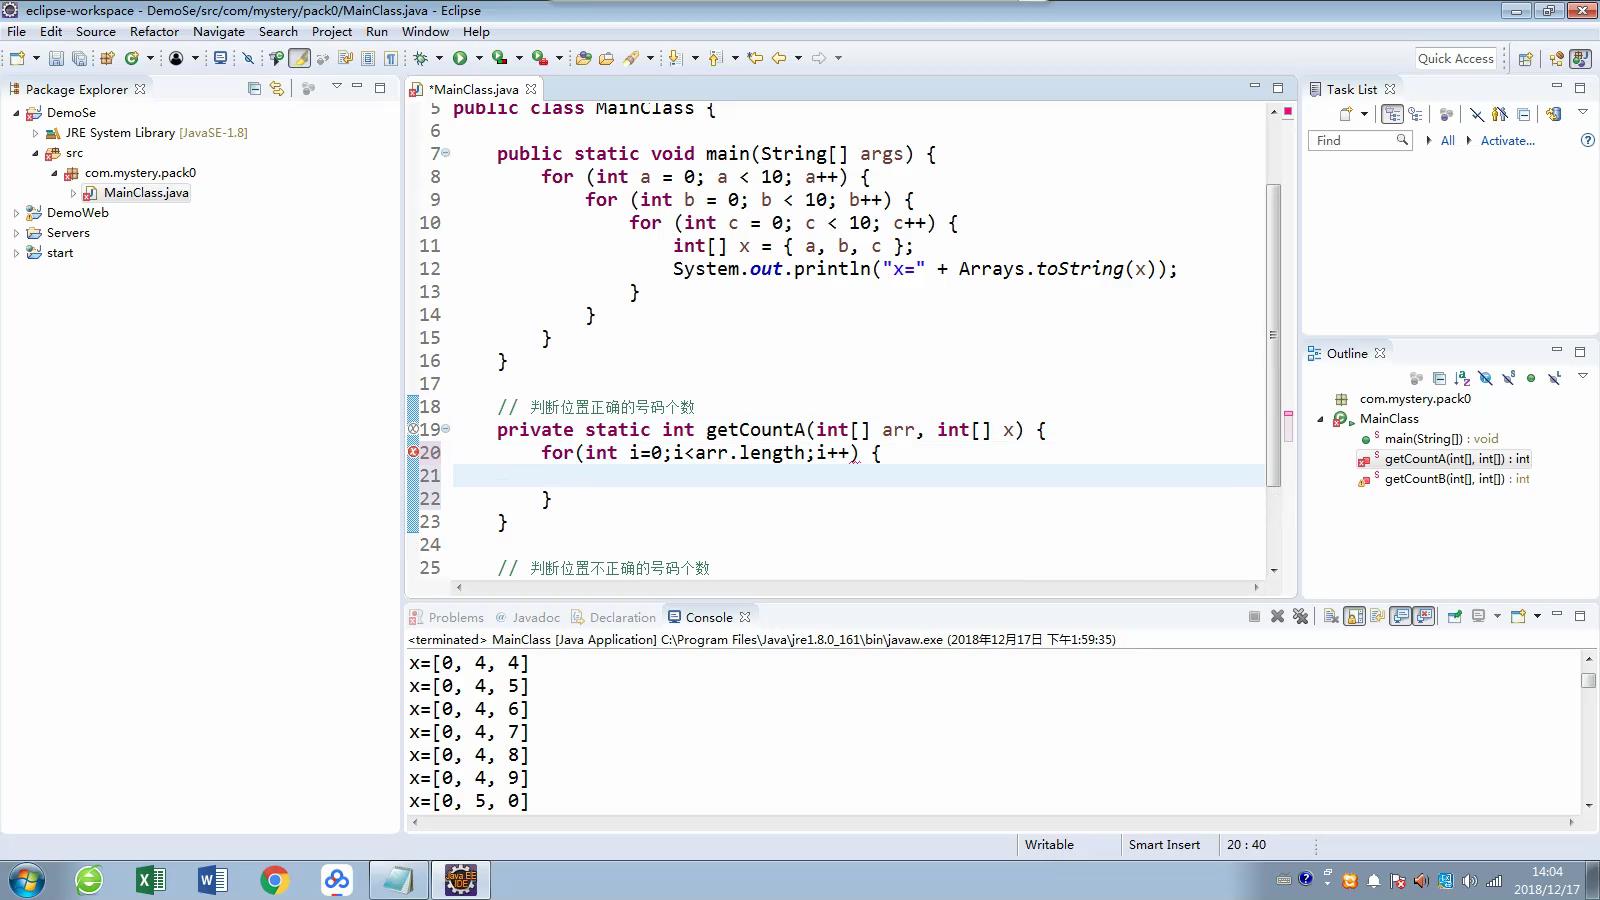 eclipse-workspace - DemoSe/src/com/mystery/pack0/MainClass.java - Eclipse
File Edit Source Refactor Navigate Search Project Run Window Help
Quick Access
Package Explorer
DemoSe
JRE System Library [JavaSE-1.8]
src
com.mystery.pack0
MainClass.java
DemoWeb
Servers
start
*MainClass.java
5 public class MainClass {
6
7 public static void main(String[] args) {
8 for (int a = 0; a < 10; a++) {
9 for (int b = 0; b < 10; b++) {
10 for (int c = 0; c < 10; c++) {
11 int[] x = { a, b, c };
12 System.out.println("x=" + Arrays.toString(x));
13 }
14 }
15 }
16 }
17
18 // 判断位置正确的号码个数
19 private static int getCountA(int[] arr, int[] x) {
20 for(int i=0;i<arr.length;i++) {
21
22 }
23 }
24
25 // 判断位置不正确的号码个数
Task List
Find All Activate...
Outline
com.mystery.pack0
MainClass
main(String[]) : void
getCountA(int[], int[]) : int
getCountB(int[], int[]) : int
Problems @ Javadoc Declaration Console
<terminated> MainClass [Java Application] C:\Program Files\Java\jre1.8.0_161\bin\javaw.exe (2018年12月17日 下午1:59:35)
x=[0, 4, 4]
x=[0, 4, 5]
x=[0, 4, 6]
x=[0, 4, 7]
x=[0, 4, 8]
x=[0, 4, 9]
x=[0, 5, 0]
Writable Smart Insert 20 : 40
Java EE
IDE
14:04
2018/12/17